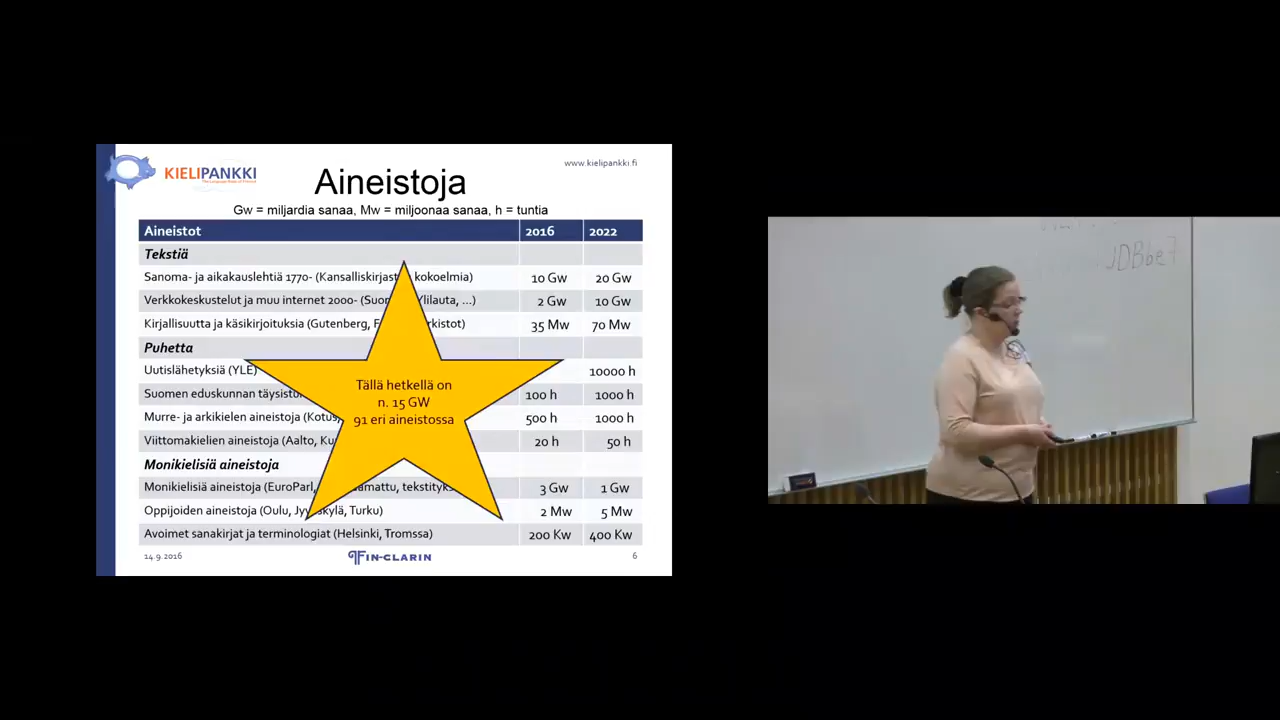 KIELIPANKKI
www.kielipankki.fi
Aineistoja
Gw = miljardia sanaa, Mw = miljoonaa sanaa, h = tuntia
Aineistot 2016 2022
Tekstiä
Sanoma- ja aikakauslehtiä 1770- (Kansalliskirjast kokoelmia) 10 Gw 20 Gw
Verkkokeskustelut ja muu internet 2000- (Suo Ylilauta, ...) 2 Gw 10 Gw
Kirjallisuutta ja käsikirjoituksia (Gutenberg, rkistot) 35 Mw 70 Mw
Puhetta
Uutislähetyksiä (YLE) 10000 h
Suomen eduskunnan täysistu 100 h 1000 h
Murre- ja arkikielen aineistoja (Kotus 500 h 1000 h
Viittomakielien aineistoja (Aalto, Ku 20 h 50 h
Monikielisiä aineistoja
Monikielisiä aineistoja (EuroParl, amattu, tekstityks 3 Gw 1 Gw
Oppijoiden aineistoja (Oulu, Jy kylä, Turku) 2 Mw 5 Mw
Avoimet sanakirjat ja terminologiat (Helsinki, Tromssa) 200 Kw 400 Kw
Tällä hetkellä on
n. 15 GW
91 eri aineistossa
14.9.2016 FIN-CLARIN 6